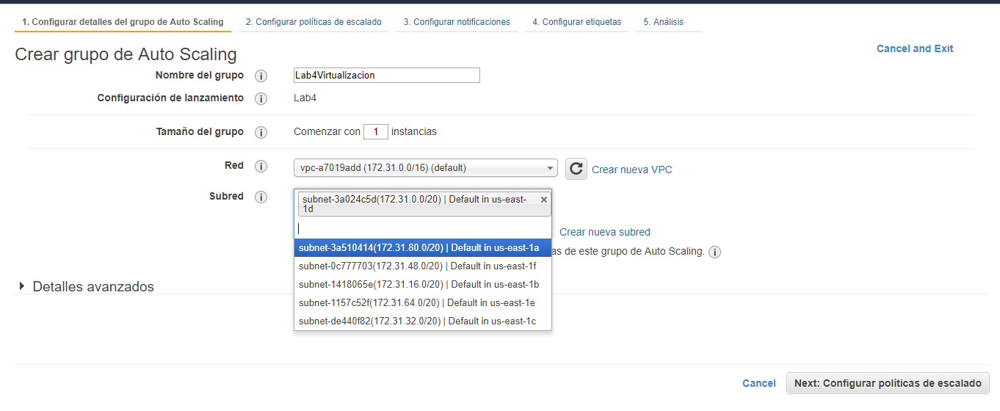 1. Configurar detalles del grupo de Auto Scaling 2. Configurar políticas de escalado 3. Configurar notificaciones 4. Configurar etiquetas 5. Análisis
Crear grupo de Auto Scaling
Cancel and Exit
Nombre del grupo i Lab4Virtualizacion
Configuración de lanzamiento i Lab4
Tamaño del grupo i Comenzar con 1 instancias
Red i vpc-a7019add (172.31.0.0/16) (default) Crear nueva VPC
Subred i subnet-3a024c5d(172.31.0.0/20) | Default in us-east-
1d
Crear nueva subred
subnet-3a510414(172.31.80.0/20) | Default in us-east-1a
de este grupo de Auto Scaling. i
subnet-0c777703(172.31.48.0/20) | Default in us-east-1f
subnet-1418065e(172.31.16.0/20) | Default in us-east-1b
Detalles avanzados
subnet-1157c52f(172.31.64.0/20) | Default in us-east-1e
subnet-de440f82(172.31.32.0/20) | Default in us-east-1c
Cancel Next: Configurar políticas de escalado